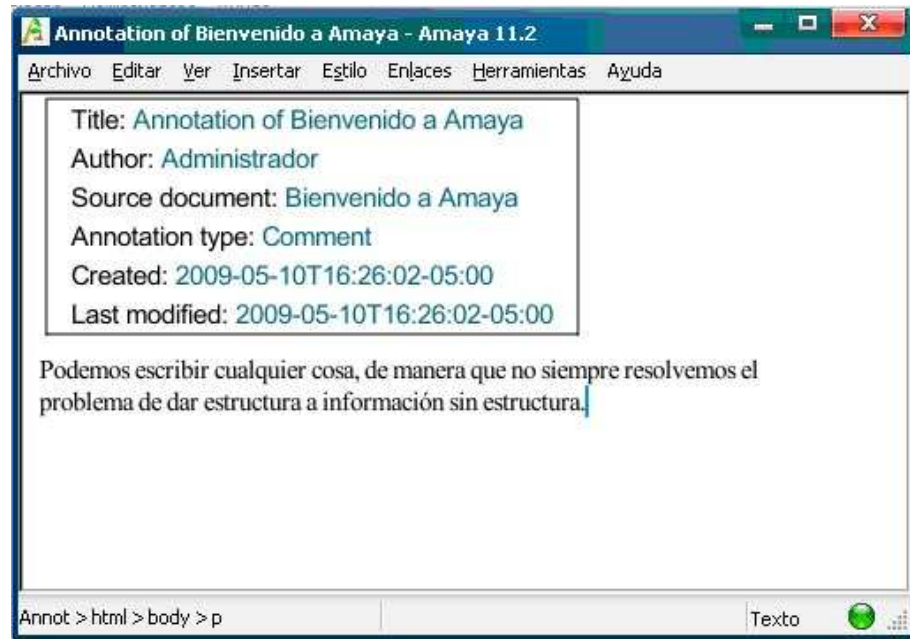 Annotation of Bienvenido a Amaya - Amaya 11.2
Archivo Editar Ver Insertar Estilo Enlaces Herramientas Ayuda
Title: Annotation of Bienvenido a Amaya
Author: Administrador
Source document: Bienvenido a Amaya
Annotation type: Comment
Created: 2009-05-10T16:26:02-05:00
Last modified: 2009-05-10T16:26:02-05:00
Podemos escribir cualquier cosa, de manera que no siempre resolvemos el
problema de dar estructura a información sin estructura.
Annot > html > body > p Texto